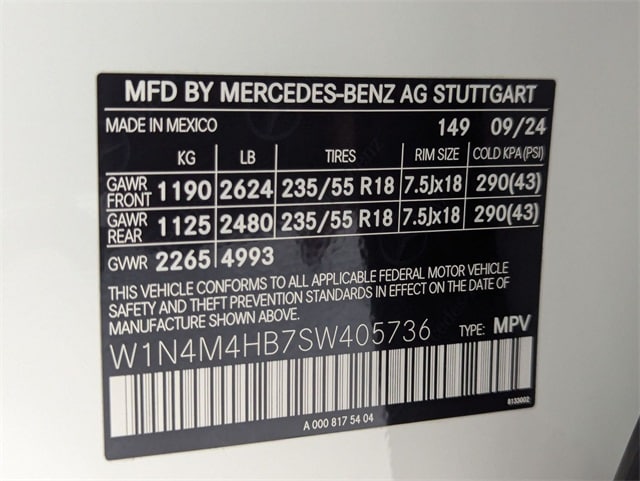 MFD BY MERCEDES-BENZ AG STUTTGART
MADE IN MEXICO 149 09/24
KG LB TIRES RIM SIZE COLD KPA(PSI)
GAWR FRONT 1190 2624 235/55 R18 7.5Jx18 290(43)
GAWR REAR 1125 2480 235/55 R18 7.5Jx18 290(43)
GVWR 2265 4993
THIS VEHICLE CONFORMS TO ALL APPLICABLE FEDERAL MOTOR VEHICLE
SAFETY AND THEFT PREVENTION STANDARDS IN EFFECT ON THE DATE OF
MANUFACTURE SHOWN ABOVE.
W1N4M4HB7SW405736 TYPE: MPV
8133002
A 000 817 54 04